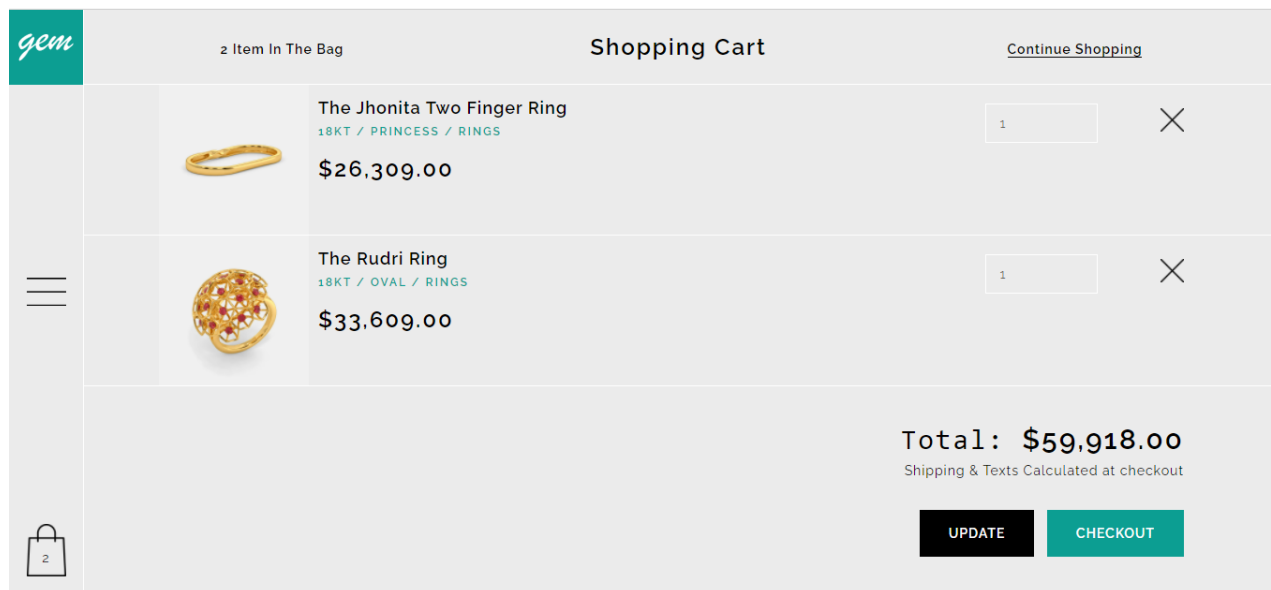 gem
2 Item In The Bag
Shopping Cart
Continue Shopping
The Jhonita Two Finger Ring
18KT / PRINCESS / RINGS
$26,309.00
1
The Rudri Ring
18KT / OVAL / RINGS
$33,609.00
1
Total: $59,918.00
Shipping & Texts Calculated at checkout
UPDATE
CHECKOUT
2